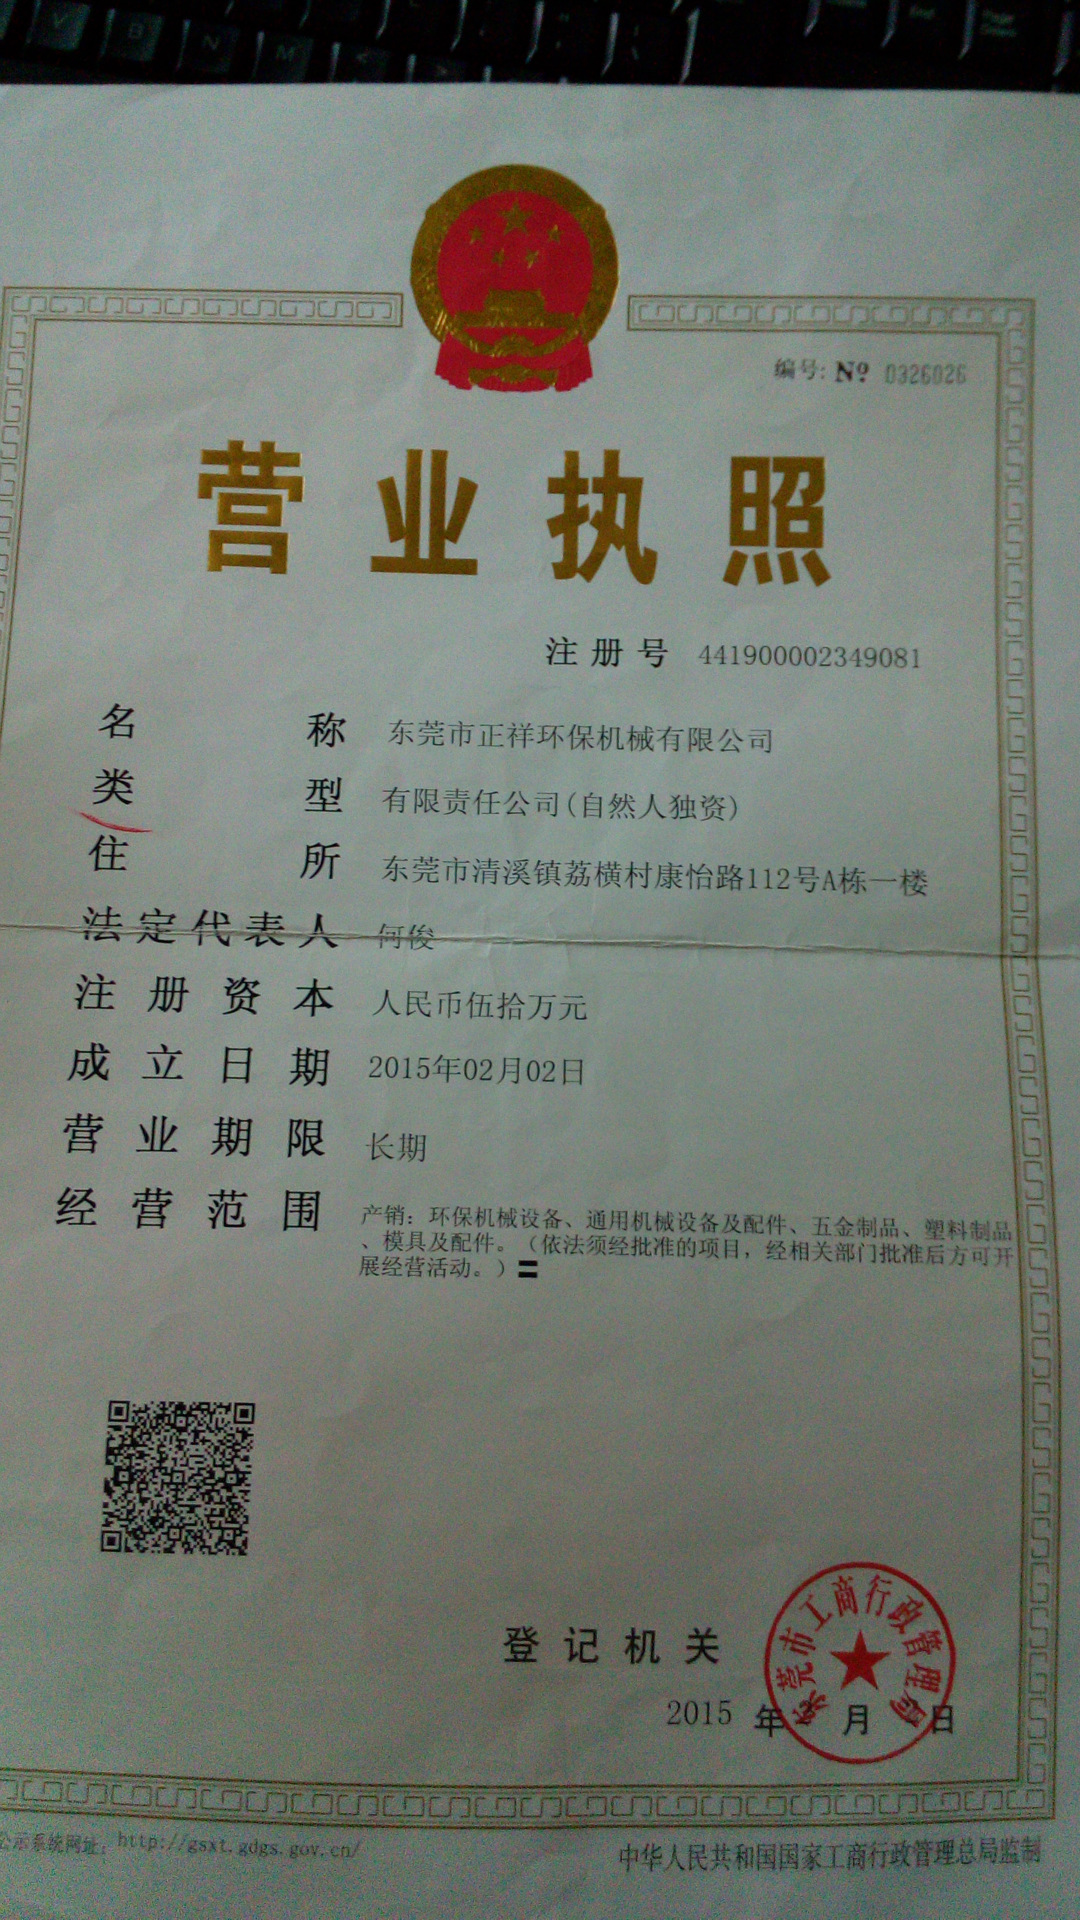 V B N M
End
编号: № 0326026
营业执照
注册号 441900002349081
名称 东莞市正祥环保机械有限公司
类型 有限责任公司(自然人独资)
住所 东莞市清溪镇荔横村康怡路112号A栋一楼
法定代表人 何俊
注册资本 人民币伍拾万元
成立日期 2015年02月02日
营业期限 长期
经营范围 产销：环保机械设备、通用机械设备及配件、五金制品、塑料制品
、模具及配件。（依法须经批准的项目，经相关部门批准后方可开
展经营活动。）〓
东莞市工商行政管理局
登记机关
2015 年 月 日
公示系统网址：http://gsxt.gdgs.gov.cn/
中华人民共和国国家工商行政管理总局监制